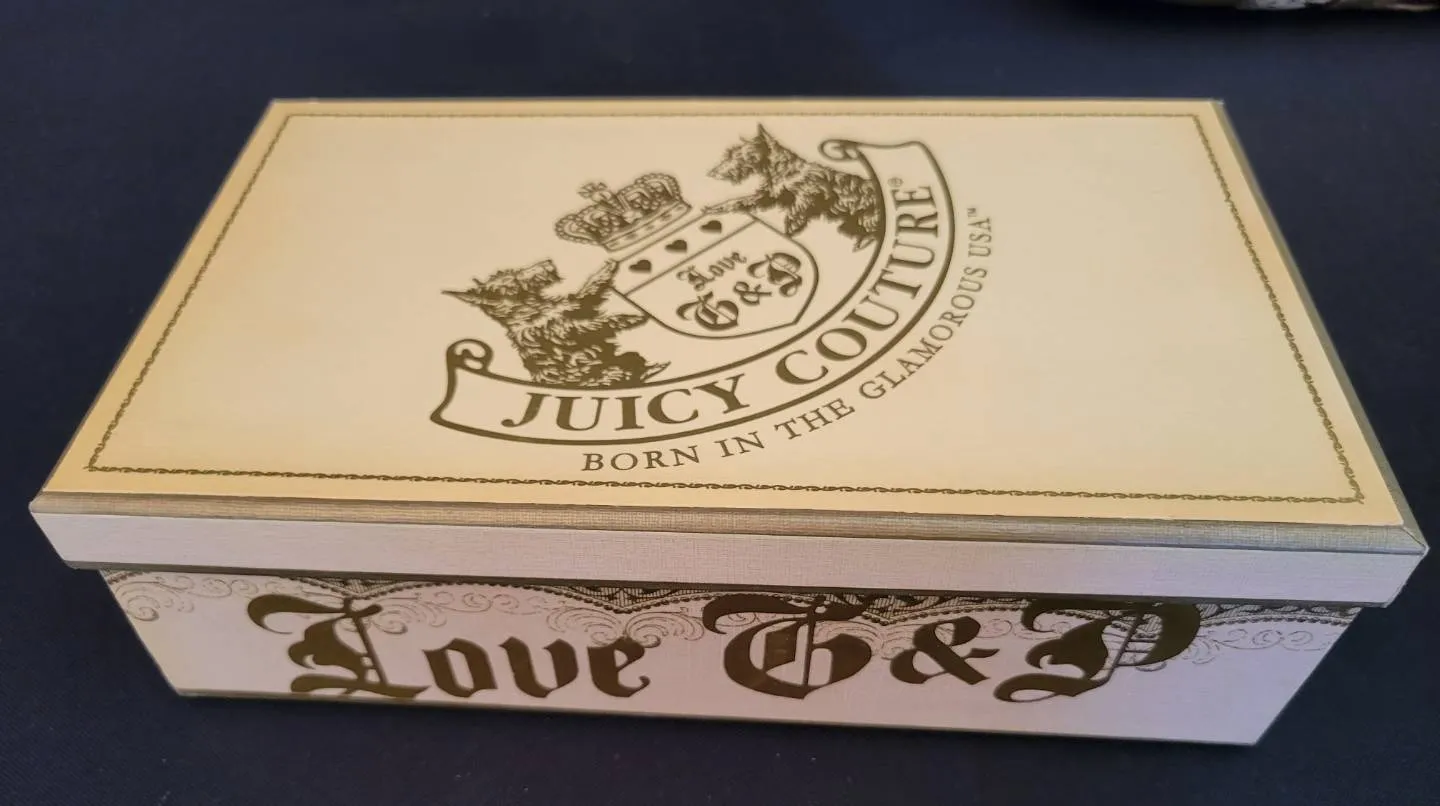 Love
G&P
JUICY COUTURE®
BORN IN THE GLAMOROUS USA™
Love G&P